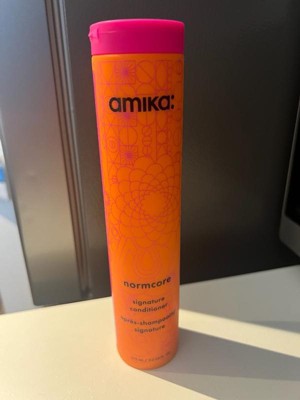 amika:
normcore
signature
conditioner
après-shampooing
signature